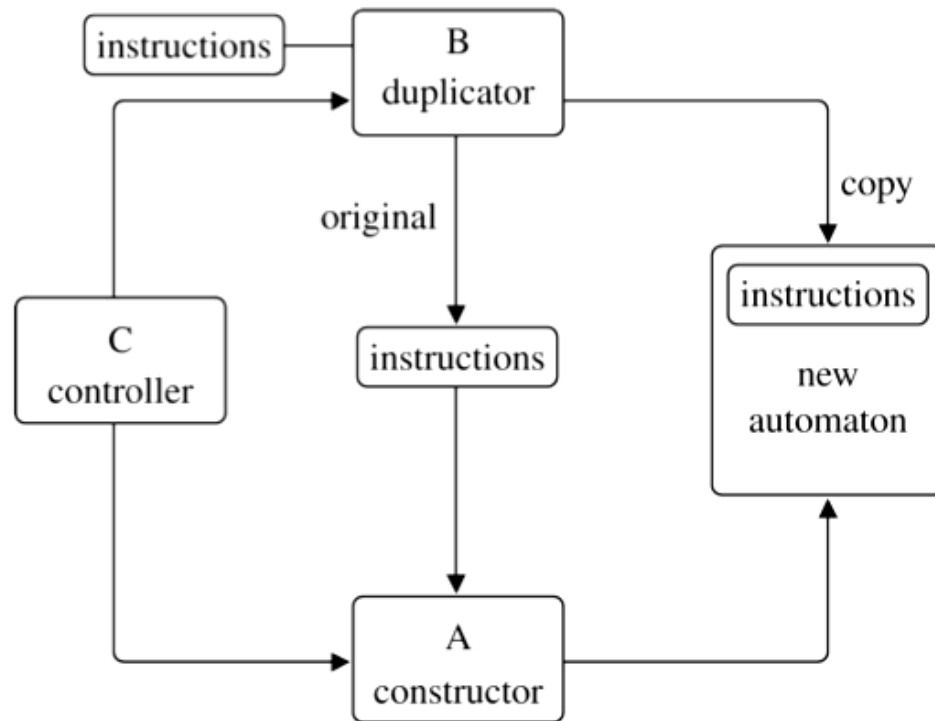 instructions
B
duplicator
original
copy
C
controller
instructions
instructions
new
automaton
A
constructor